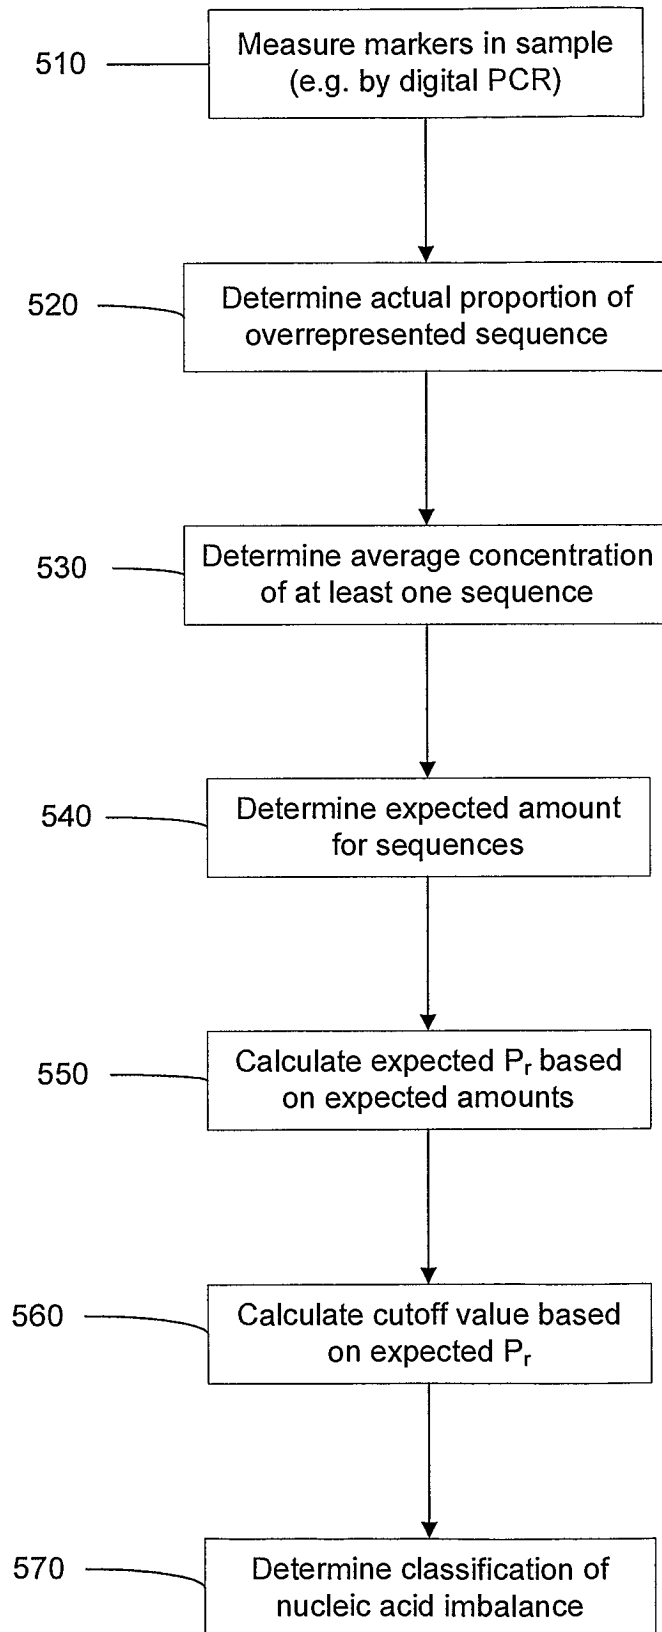 510
Measure markers in sample
(e.g. by digital PCR)
520
Determine actual proportion of
overrepresented sequence
530
Determine average concentration
of at least one sequence
540
Determine expected amount
for sequences
550
Calculate expected Pr based
on expected amounts
560
Calculate cutoff value based
on expected Pr
570
Determine classification of
nucleic acid imbalance